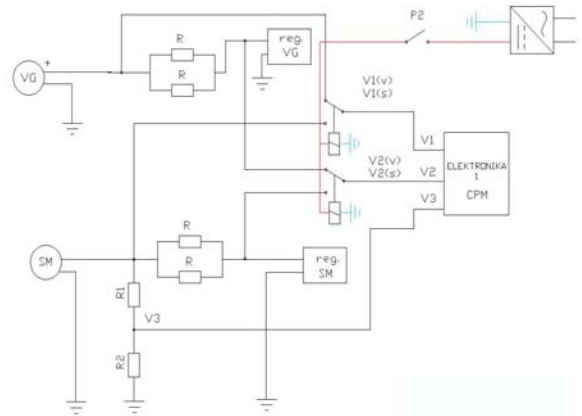 P2
R
reg.
VG
R
VG
+
V1(v)
V1(s)
V1
ELEKTRONIKA
1
CPM
V2(v)
V2(s)
V2
V3
R
R
SM
reg.
SM
R1
V3
R2